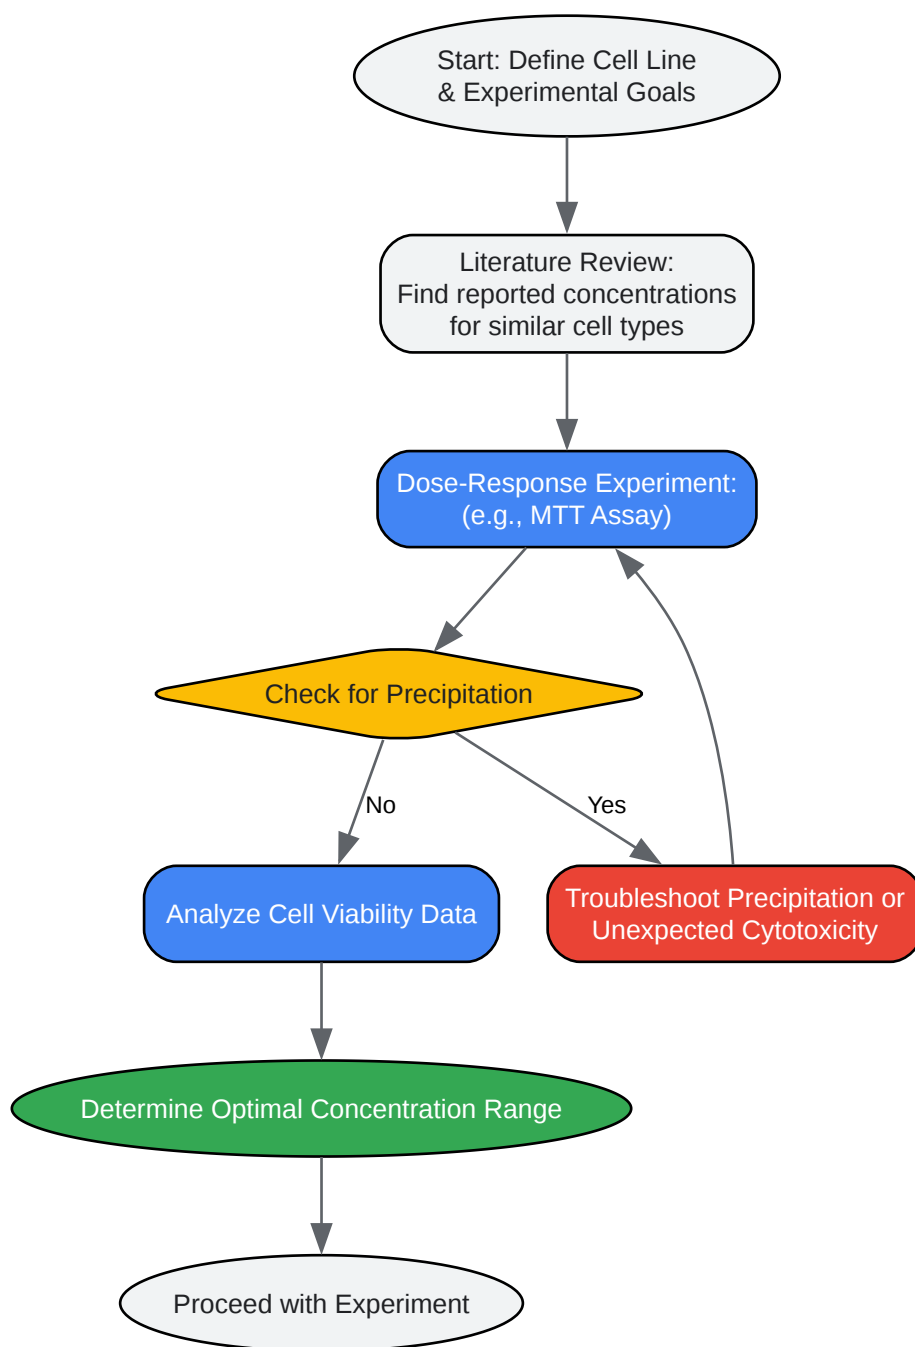 Start: Define Cell Line
& Experimental Goals
Literature Review:
Find reported concentrations
for similar cell types
Dose-Response Experiment:
(e.g., MTT Assay)
Check for Precipitation
No
Yes
Analyze Cell Viability Data
Troubleshoot Precipitation or
Unexpected Cytotoxicity
Determine Optimal Concentration Range
Proceed with Experiment